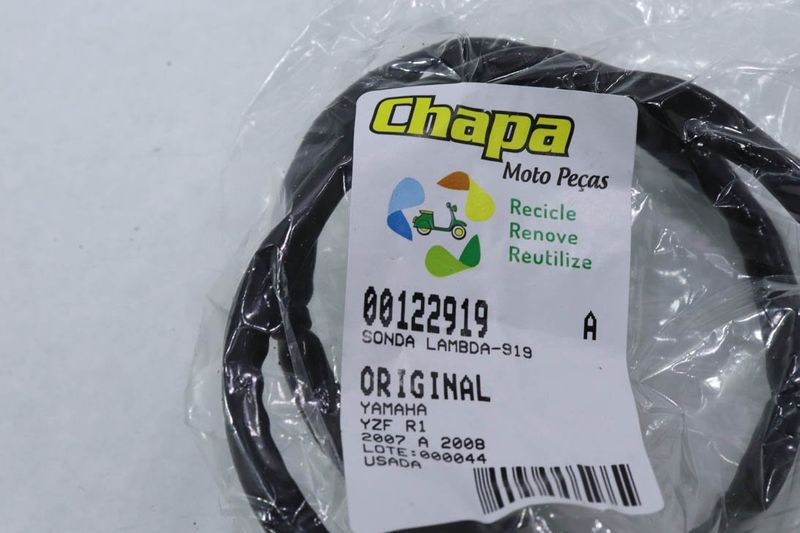 Chapa
Moto Peças
Recicle
Renove
Reutilize
00122919 A
SONDA LAMBDA-919
ORIGINAL
YAMAHA
YZF R1
2007 A 2008
LOTE:000044
USADA